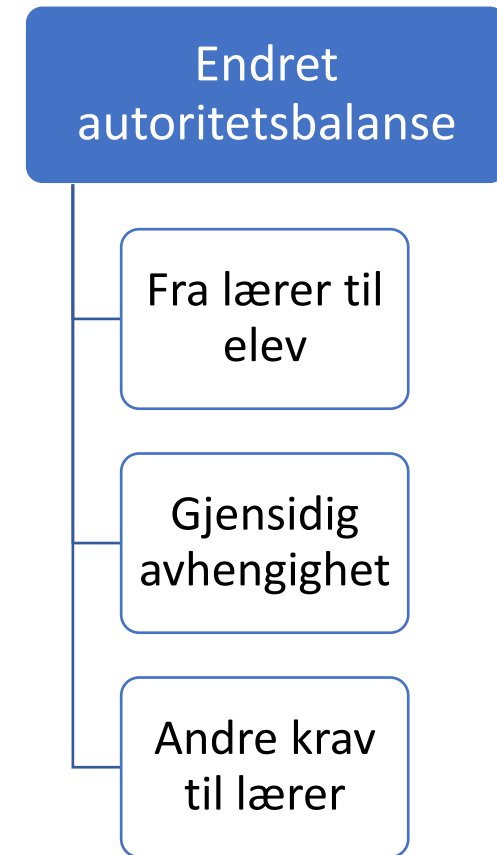 Endret
autoritetsbalanse
Fra lærer til
elev
Gjensidig
avhengighet
Andre krav
til lærer